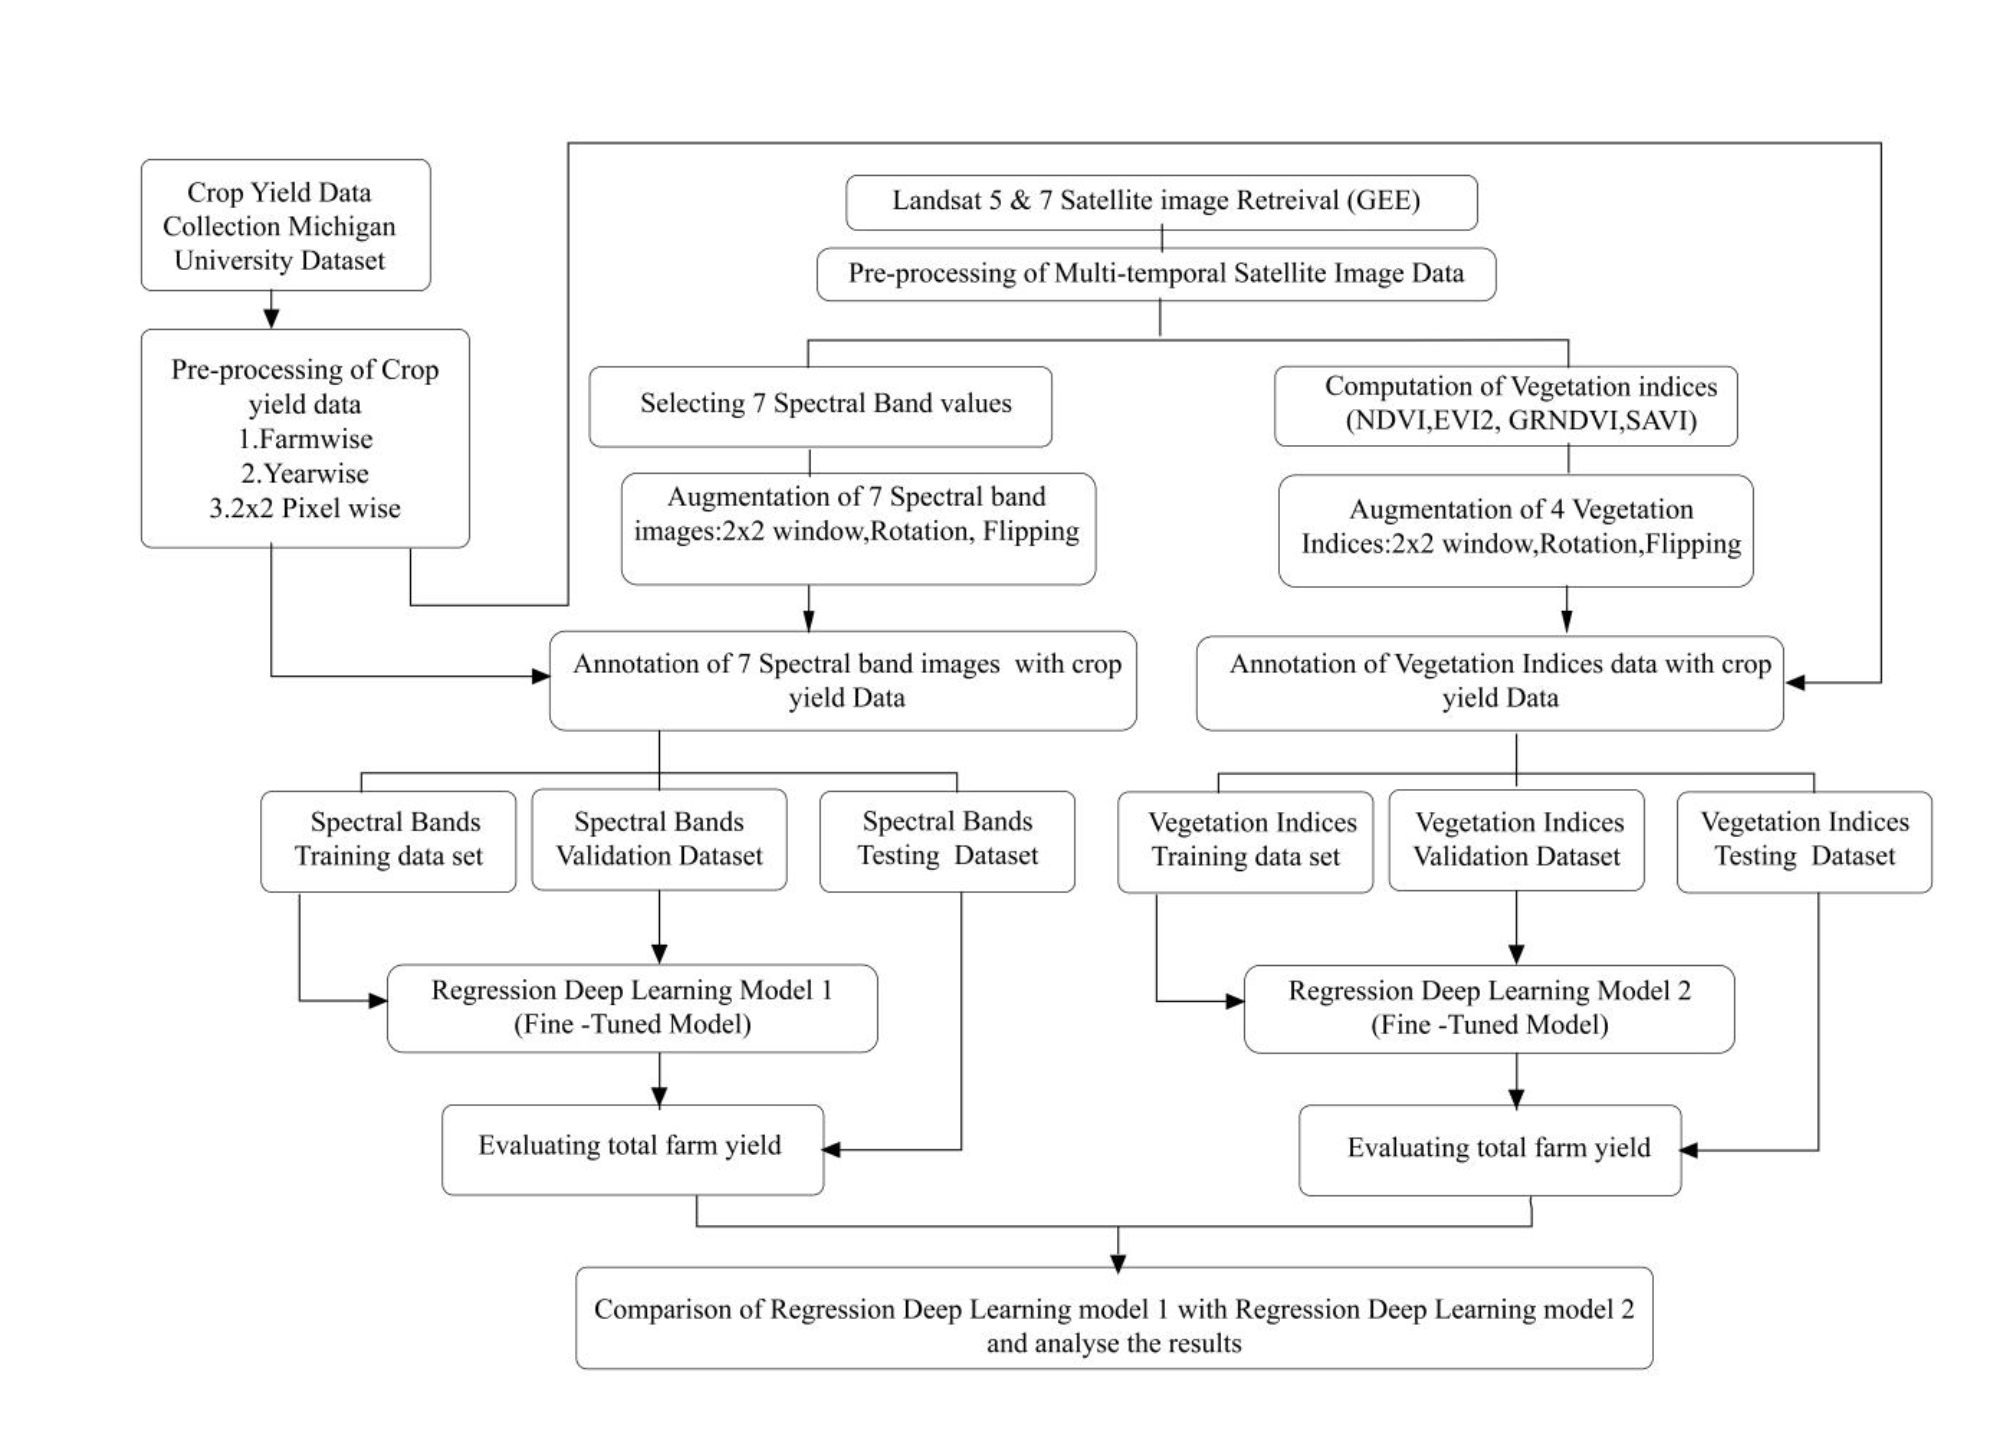 Crop Yield Data
Collection Michigan
University Dataset
Landsat 5 & 7 Satellite image Retreival (GEE)
Pre-processing of Multi-temporal Satellite Image Data
Pre-processing of Crop
yield data
1.Farmwise
2.Yearwise
3.2x2 Pixel wise
Selecting 7 Spectral Band values
Computation of Vegetation indices
(NDVI,EVI2, GRNDVI,SAVI)
Augmentation of 7 Spectral band
images:2x2 window,Rotation, Flipping
Augmentation of 4 Vegetation
Indices:2x2 window,Rotation,Flipping
Annotation of 7 Spectral band images with crop
yield Data
Annotation of Vegetation Indices data with crop
yield Data
Spectral Bands
Training data set
Spectral Bands
Validation Dataset
Spectral Bands
Testing Dataset
Vegetation Indices
Training data set
Vegetation Indices
Validation Dataset
Vegetation Indices
Testing Dataset
Regression Deep Learning Model 1
(Fine -Tuned Model)
Regression Deep Learning Model 2
(Fine -Tuned Model)
Evaluating total farm yield
Evaluating total farm yield
Comparison of Regression Deep Learning model 1 with Regression Deep Learning model 2
and analyse the results